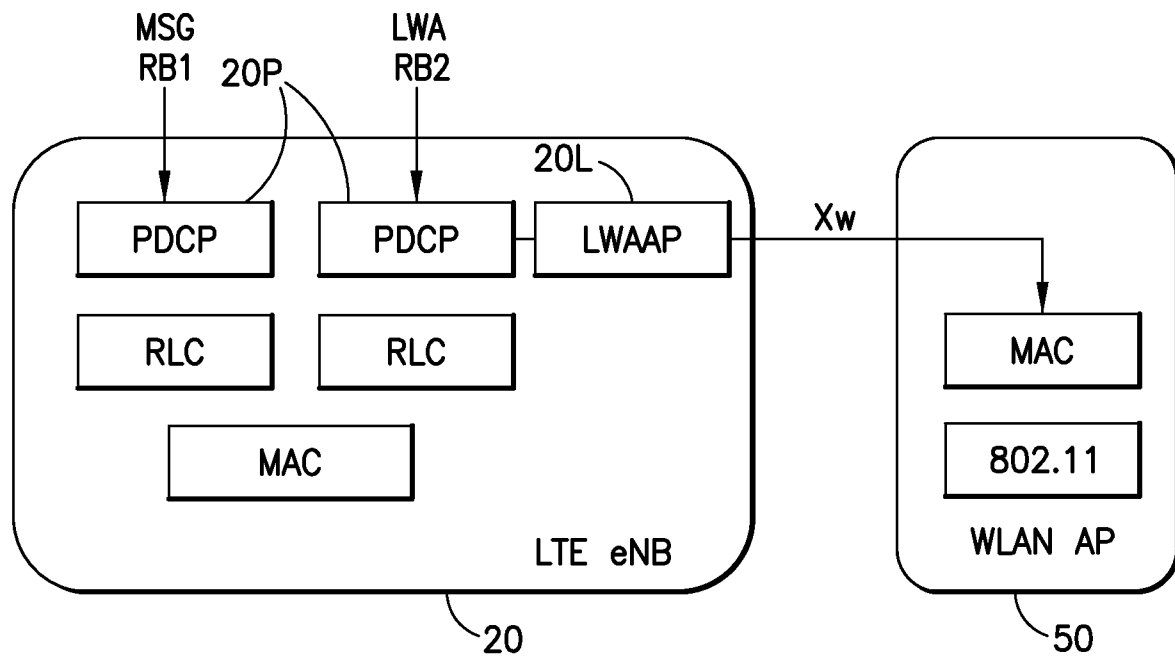 MSG
RB1
LWA
RB2
20P
20L
PDCP
PDCP
LWAAP
Xw
RLC
RLC
MAC
MAC
802.11
LTE eNB
WLAN AP
20
50